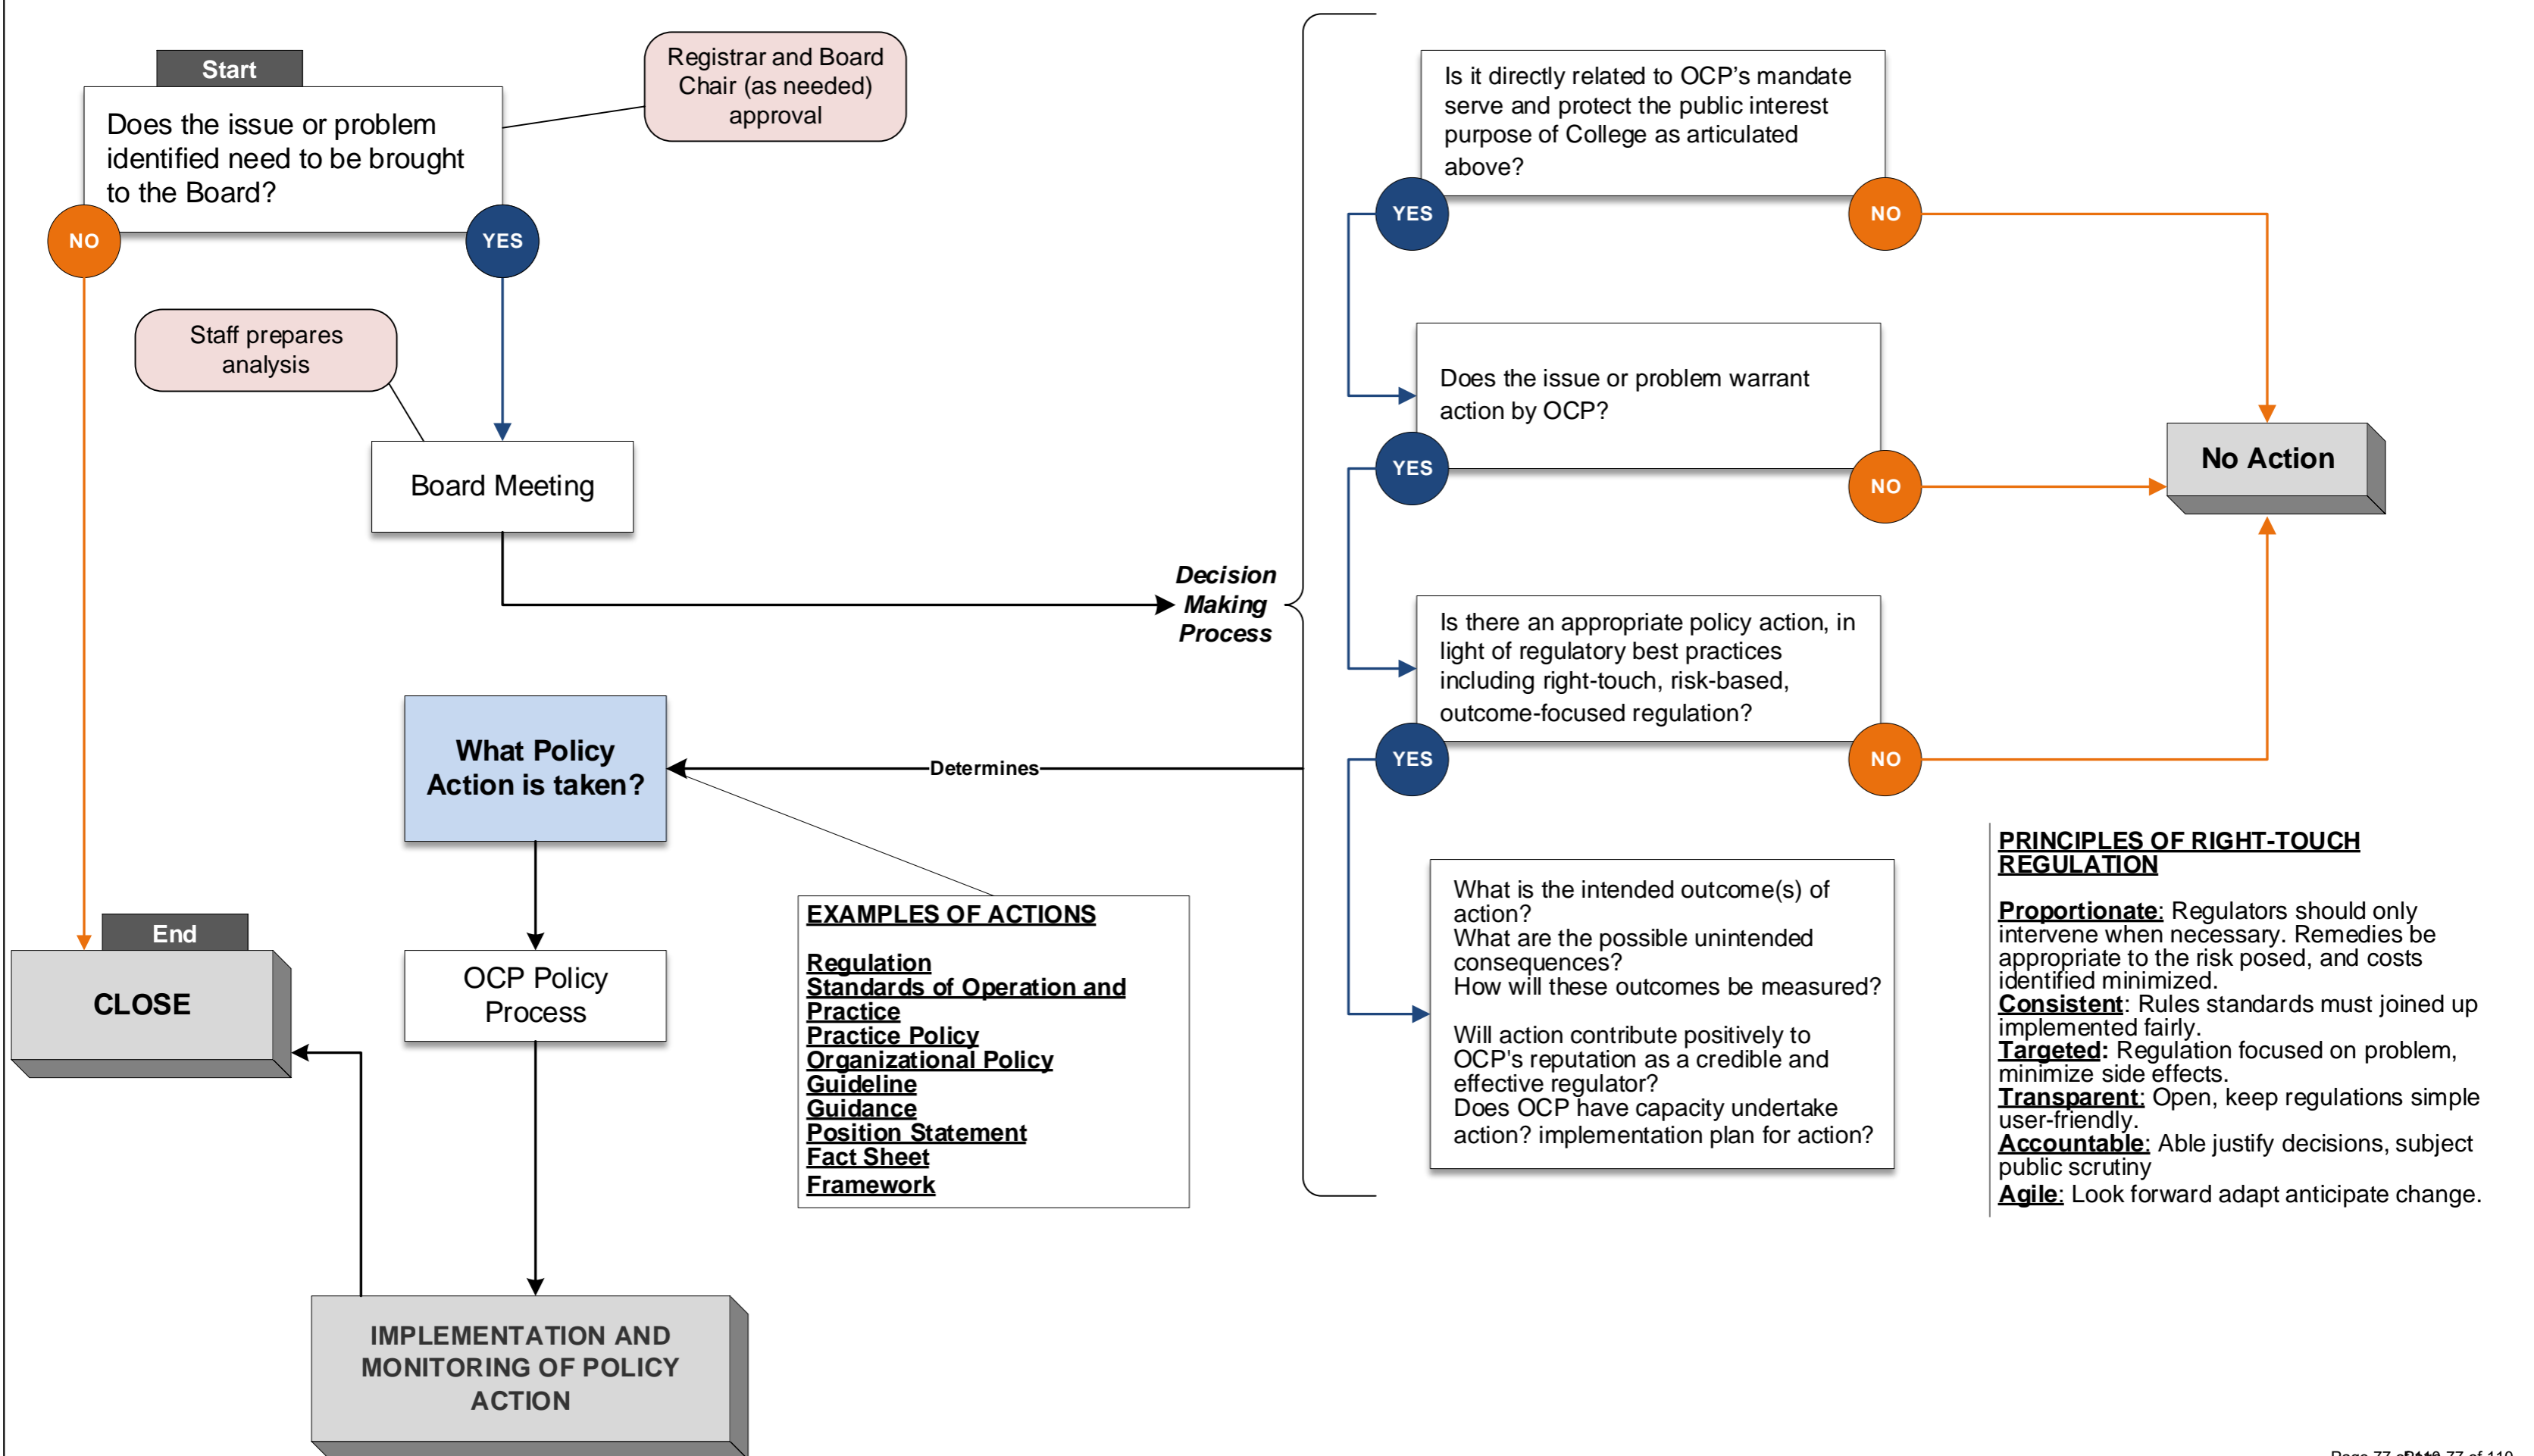 Start
Does the issue or problem
identified need to be brought
to the Board?
NO
YES
Registrar and Board
Chair (as needed)
approval
Staff prepares
analysis
Board Meeting
Decision
Making
Process
Is it directly related to OCP's mandate
serve and protect the public interest
purpose of College as articulated
above?
YES
NO
Does the issue or problem warrant
action by OCP?
YES
NO
No Action
Is there an appropriate policy action, in
light of regulatory best practices
including right-touch, risk-based,
outcome-focused regulation?
YES
NO
What is the intended outcome(s) of
action?
What are the possible unintended
consequences?
How will these outcomes be measured?
Will action contribute positively to
OCP's reputation as a credible and
effective regulator?
Does OCP have capacity undertake
action? implementation plan for action?
Determines
What Policy
Action is taken?
EXAMPLES OF ACTIONS
Regulation
Standards of Operation and
Practice
Practice Policy
Organizational Policy
Guideline
Guidance
Position Statement
Fact Sheet
Framework
OCP Policy
Process
End
CLOSE
IMPLEMENTATION AND
MONITORING OF POLICY
ACTION
PRINCIPLES OF RIGHT-TOUCH
REGULATION
Proportionate: Regulators should only
intervene when necessary. Remedies be
appropriate to the risk posed, and costs
identified minimized.
Consistent: Rules standards must joined up
implemented fairly.
Targeted: Regulation focused on problem,
minimize side effects.
Transparent: Open, keep regulations simple
user-friendly.
Accountable: Able justify decisions, subject
public scrutiny
Agile: Look forward adapt anticipate change.
Page 77 77 of 110